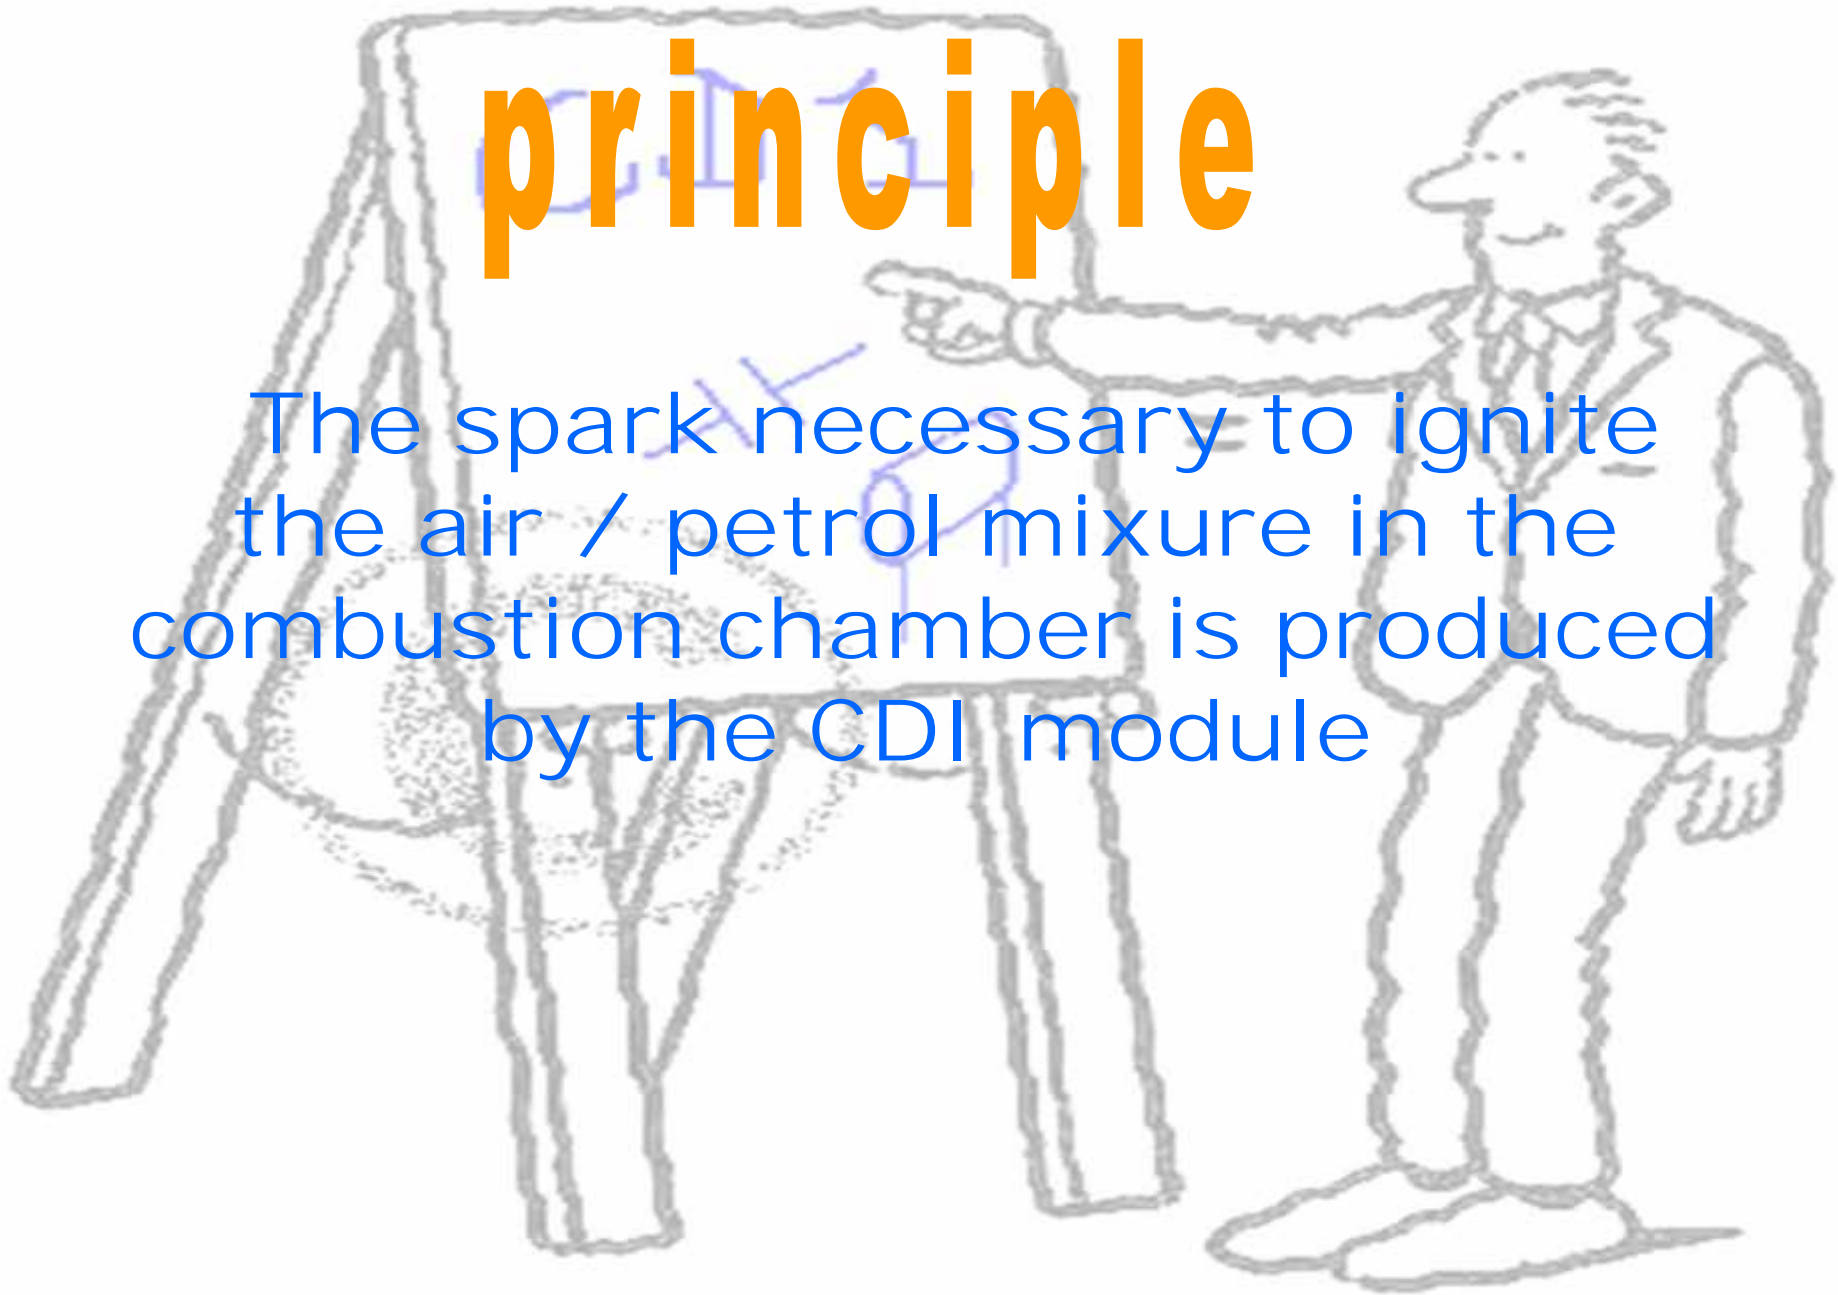 principle
The spark necessary to ignite
the air / petrol mixure in the
combustion chamber is produced
by the CDI module